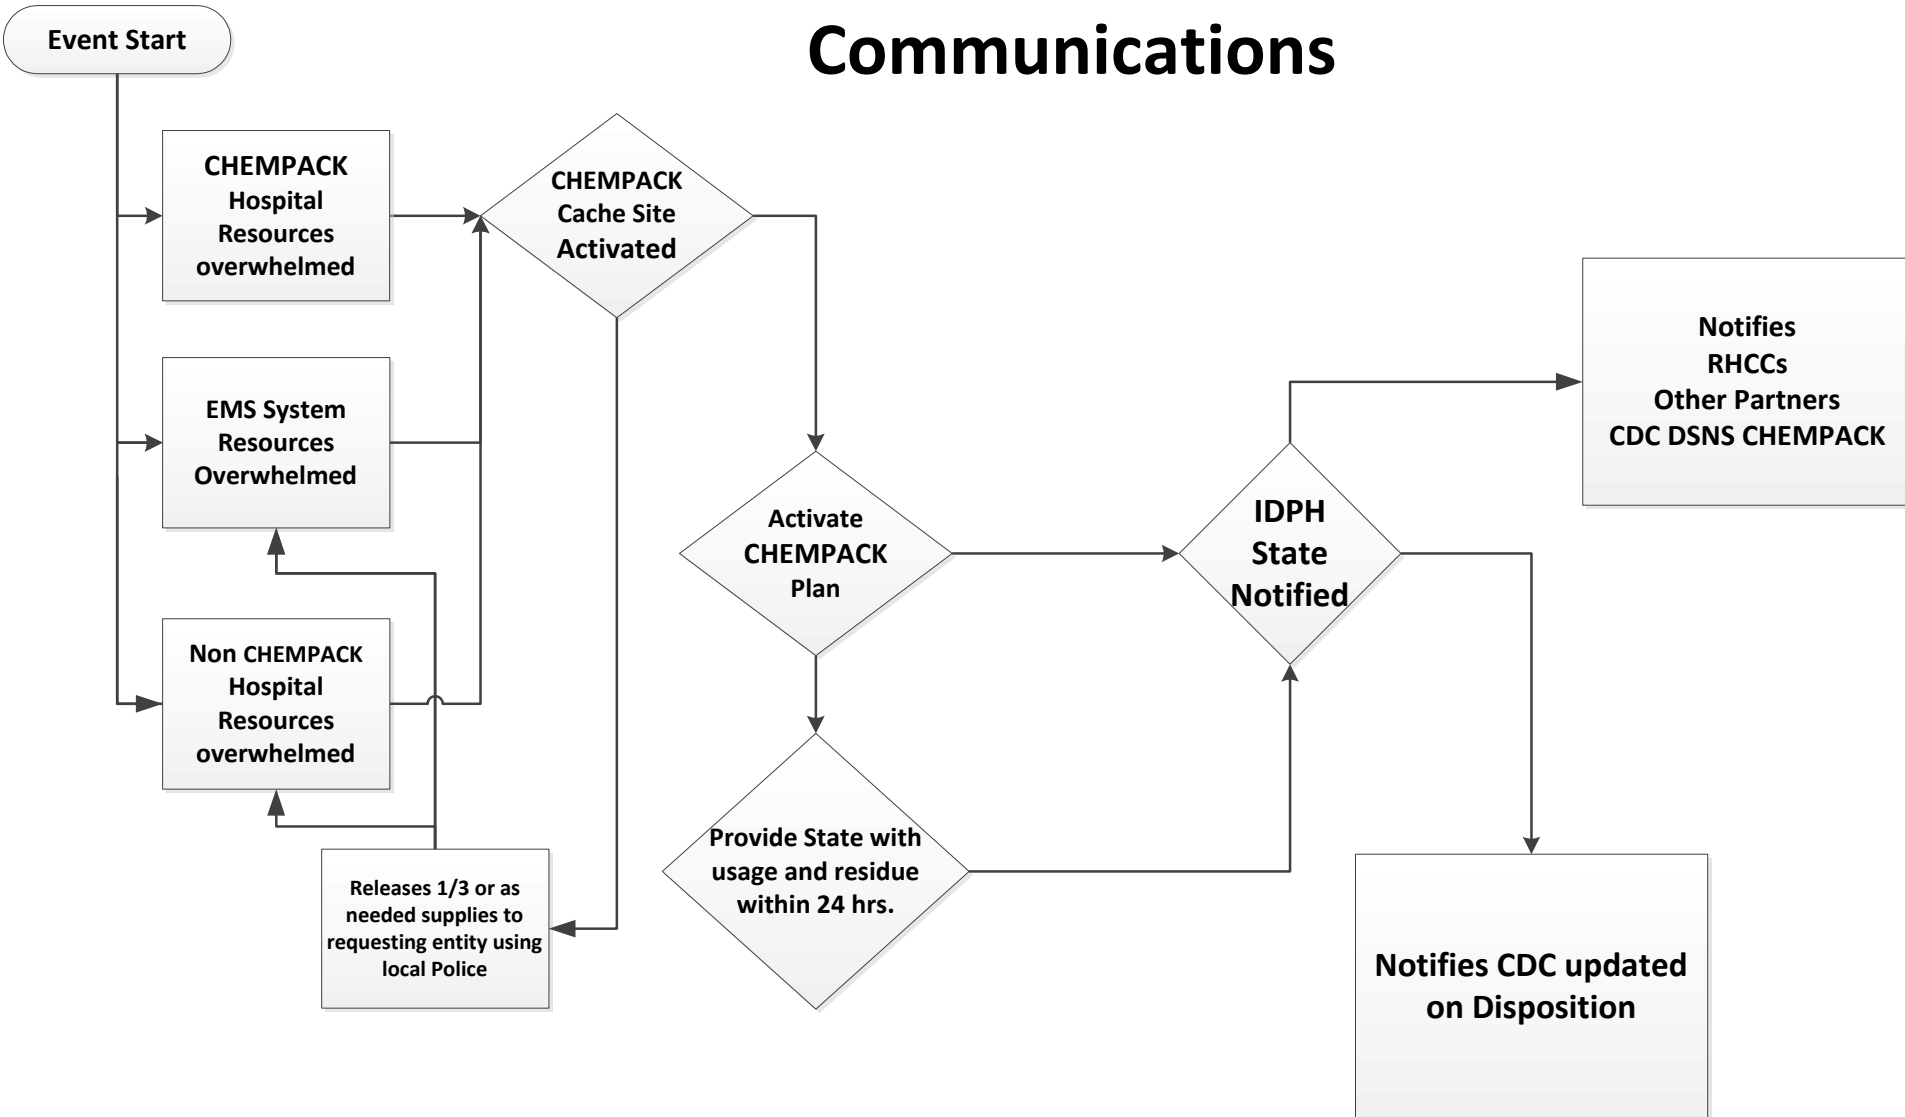 Communications
Event Start
CHEMPACK
Hospital
Resources
overwhelmed
CHEMPACK
Cache Site
Activated
EMS System
Resources
Overwhelmed
Non CHEMPACK
Hospital
Resources
overwhelmed
Releases 1/3 or as
needed supplies to
requesting entity using
local Police
Activate
CHEMPACK
Plan
Provide State with
usage and residue
within 24 hrs.
IDPH
State
Notified
Notifies
RHCCs
Other Partners
CDC DSNS CHEMPACK
Notifies CDC updated
on Disposition